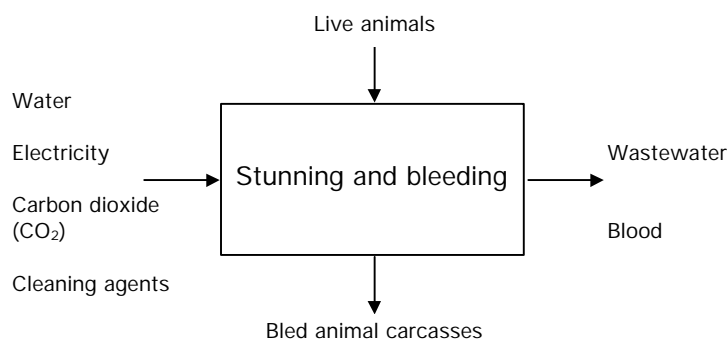 Live animals
Water
Electricity
Carbon dioxide
(CO₂)
Cleaning agents
Stunning and bleeding
Wastewater
Blood
Bled animal carcasses